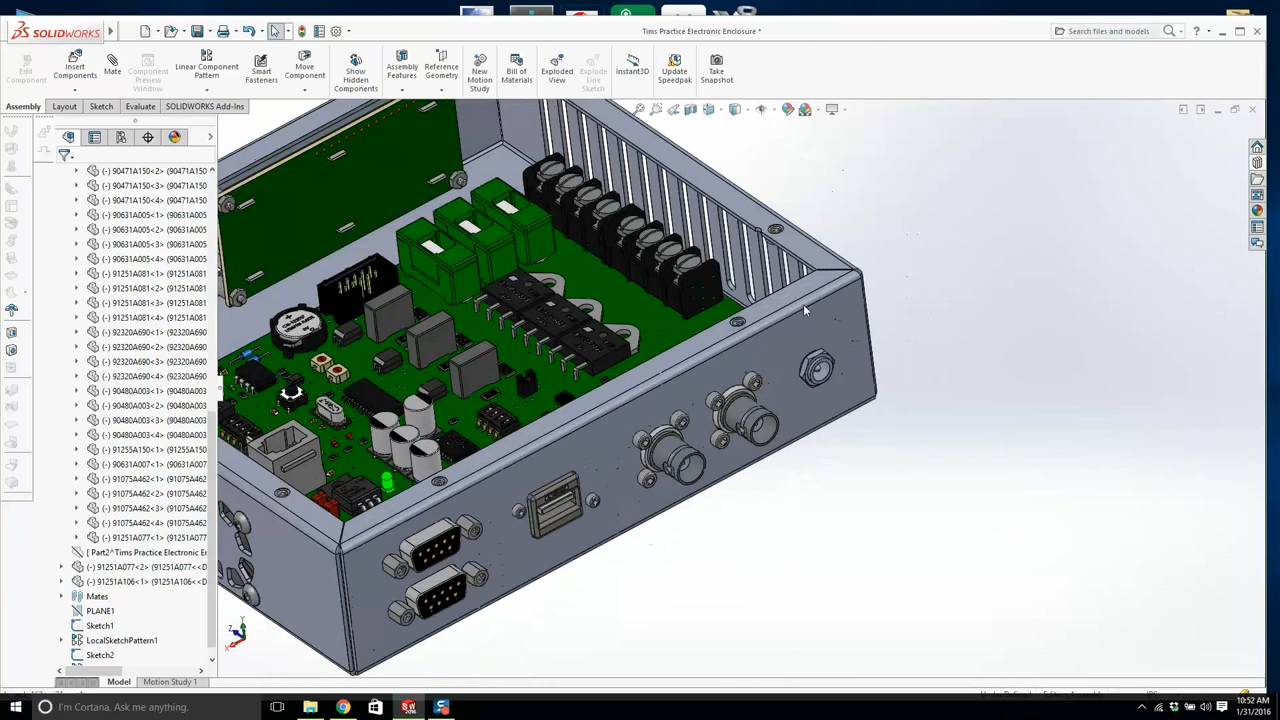 SOLIDWORKS
Tims Practice Electronic Enclosure *
Search files and models
Edit Component
Insert Components
Mate
Component Preview Window
Linear Component Pattern
Smart Fasteners
Move Component
Show Hidden Components
Assembly Features
Reference Geometry
New Motion Study
Bill of Materials
Exploded View
Explode Line Sketch
Instant3D
Update Speedpak
Take Snapshot
Assembly Layout Sketch Evaluate SOLIDWORKS Add-Ins
(-) 90471A150<2> (90471A150
(-) 90471A150<3> (90471A150
(-) 90471A150<4> (90471A150
(-) 90631A005<1> (90631A005
(-) 90631A005<2> (90631A005
(-) 90631A005<3> (90631A005
(-) 90631A005<4> (90631A005
(-) 91251A081<1> (91251A081
(-) 91251A081<2> (91251A081
(-) 91251A081<3> (91251A081
(-) 91251A081<4> (91251A081
(-) 92320A690<1> (92320A690
(-) 92320A690<2> (92320A690
(-) 92320A690<3> (92320A690
(-) 92320A690<4> (92320A690
(-) 90480A003<1> (90480A003
(-) 90480A003<2> (90480A003
(-) 90480A003<3> (90480A003
(-) 90480A003<4> (90480A003
(-) 91255A150<1> (91255A150
(-) 90631A007<1> (90631A007
(-) 91075A462<1> (91075A462
(-) 91075A462<2> (91075A462
(-) 91075A462<3> (91075A462
(-) 91075A462<4> (91075A462
(-) 91251A077<1> (91251A077
[ Part2^Tims Practice Electronic Er
(-) 91251A077<2> (91251A077<<D
(-) 91251A106<1> (91251A106<<D
Mates
PLANE1
Sketch1
LocalSketchPattern1
Sketch2
Y
Z
X
Model Motion Study 1
I'm Cortana. Ask me anything.
10:52 AM
1/31/2016